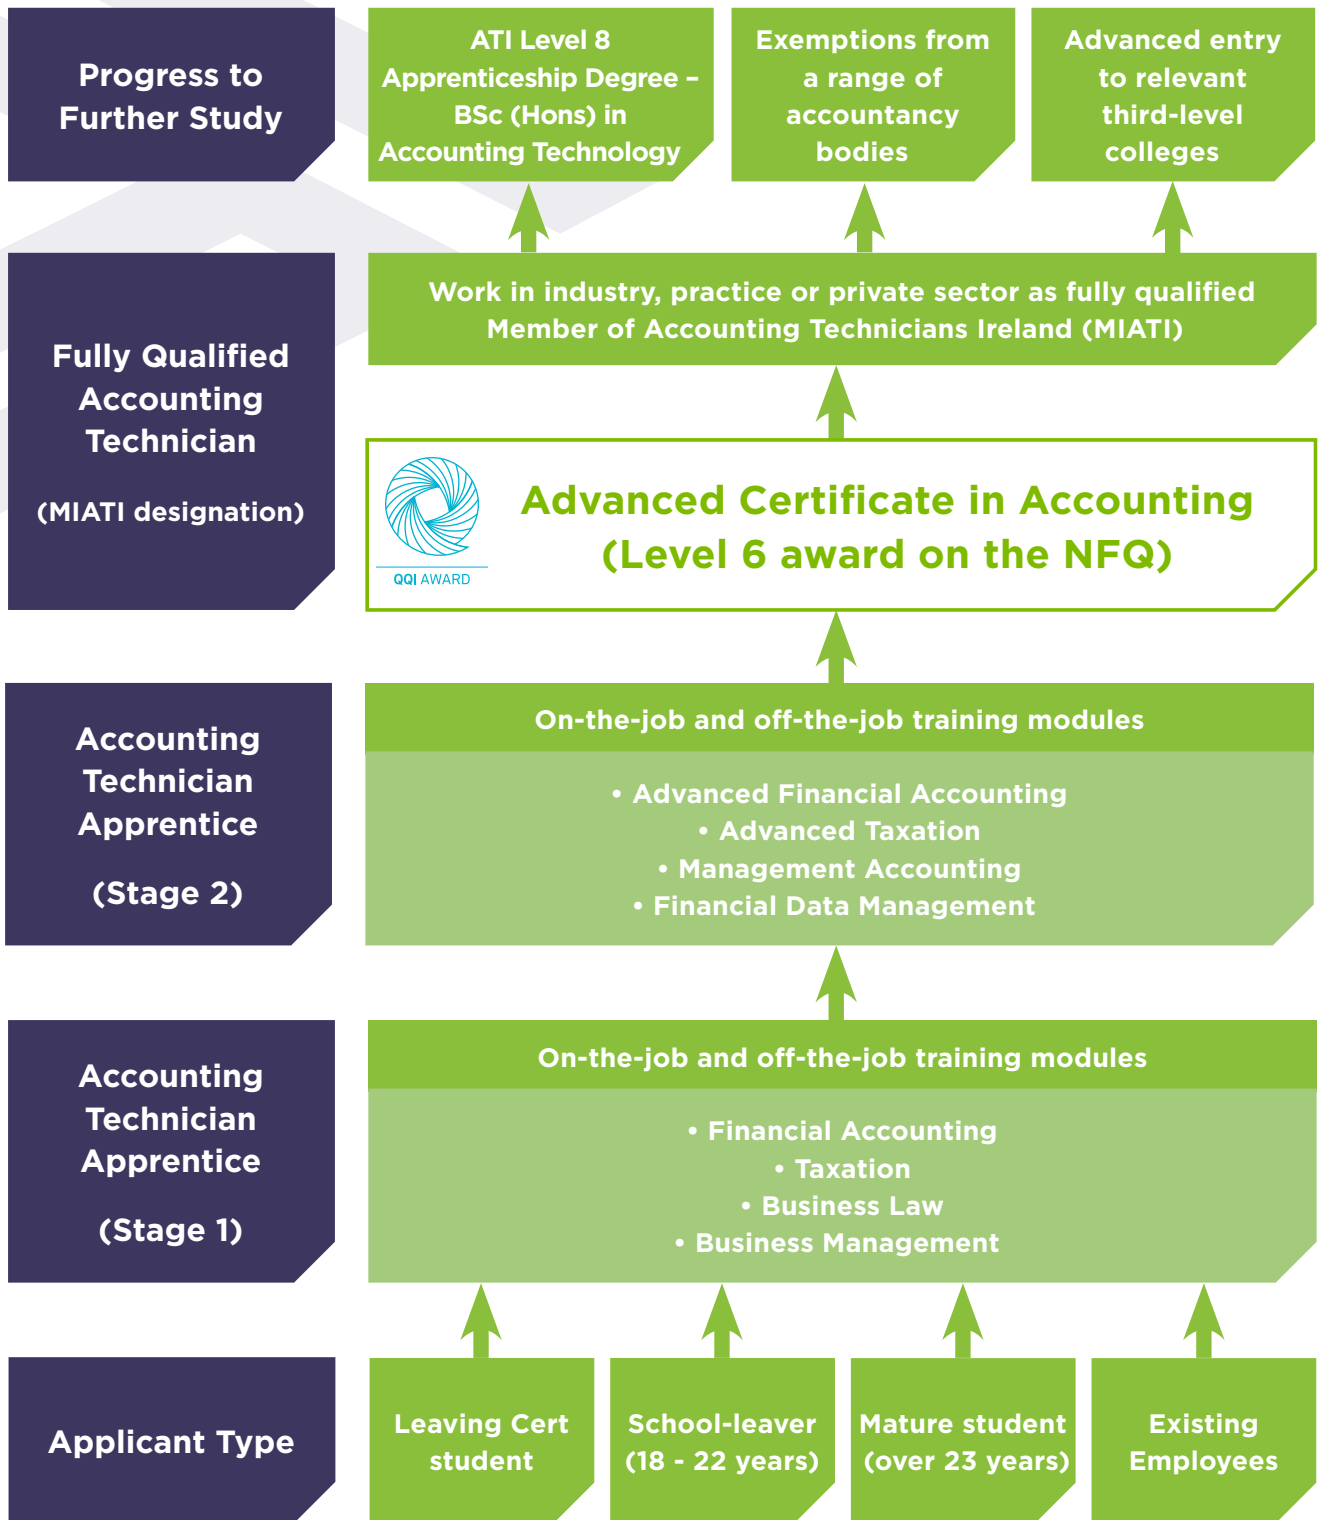 Progress to
Further Study
ATI Level 8
Apprenticeship Degree –
BSc (Hons) in
Accounting Technology
Exemptions from
a range of
accountancy
bodies
Advanced entry
to relevant
third-level
colleges
Fully Qualified
Accounting
Technician
(MIATI designation)
Work in industry, practice or private sector as fully qualified
Member of Accounting Technicians Ireland (MIATI)
QQI AWARD
Advanced Certificate in Accounting
(Level 6 award on the NFQ)
Accounting
Technician
Apprentice
(Stage 2)
On-the-job and off-the-job training modules
• Advanced Financial Accounting
• Advanced Taxation
• Management Accounting
• Financial Data Management
Accounting
Technician
Apprentice
(Stage 1)
On-the-job and off-the-job training modules
• Financial Accounting
• Taxation
• Business Law
• Business Management
Applicant Type
Leaving Cert
student
School-leaver
(18 - 22 years)
Mature student
(over 23 years)
Existing
Employees